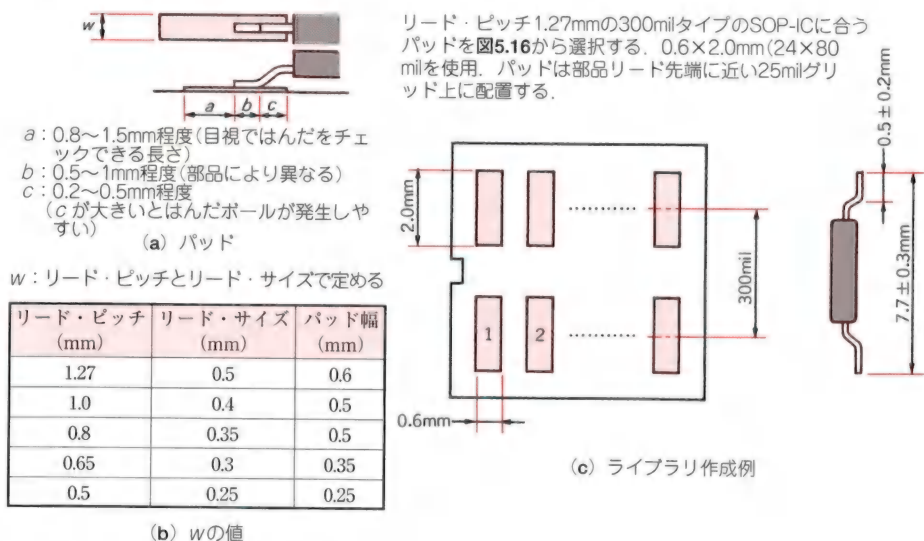 w
a b c
a：0.8～1.5mm程度(目視ではんだをチェ
ックできる長さ)
b：0.5～1mm程度(部品により異なる)
c：0.2～0.5mm程度
(cが大きいとはんだボールが発生しや
すい)
(a) パッド
w：リード・ピッチとリード・サイズで定める
リード・ピッチ リード・サイズ パッド幅
(mm) (mm) (mm)
1.27 0.5 0.6
1.0 0.4 0.5
0.8 0.35 0.5
0.65 0.3 0.35
0.5 0.25 0.25
(b) wの値
リード・ピッチ1.27mmの300milタイプのSOP-ICに合う
パッドを図5.16から選択する．0.6×2.0mm(24×80
milを使用．パッドは部品リード先端に近い25milグリ
ッド上に配置する．
2.0mm
1 2
0.6mm
300mil
0.5±0.2mm
7.7±0.3mm
(c) ライブラリ作成例